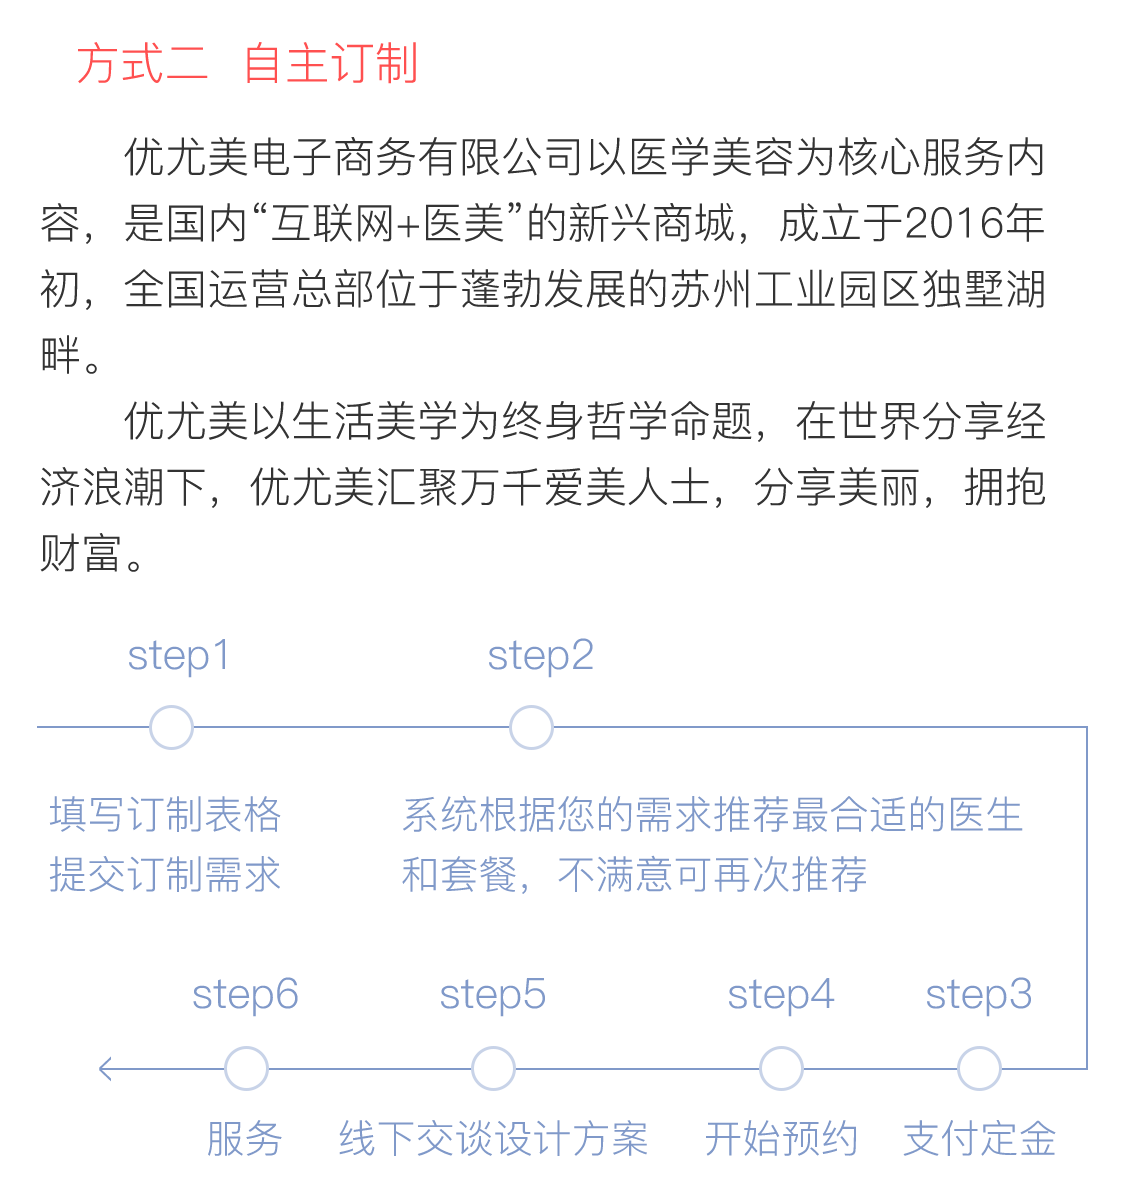 方式二 自主订制
优尤美电子商务有限公司以医学美容为核心服务内
容，是国内“互联网+医美”的新兴商城，成立于2016年
初，全国运营总部位于蓬勃发展的苏州工业园区独墅湖
畔。
优尤美以生活美学为终身哲学命题，在世界分享经
济浪潮下，优尤美汇聚万千爱美人士，分享美丽，拥抱
财富。
step1
step2
填写订制表格
提交订制需求
系统根据您的需求推荐最合适的医生
和套餐，不满意可再次推荐
step3
支付定金
step4
开始预约
step5
线下交谈设计方案
step6
服务